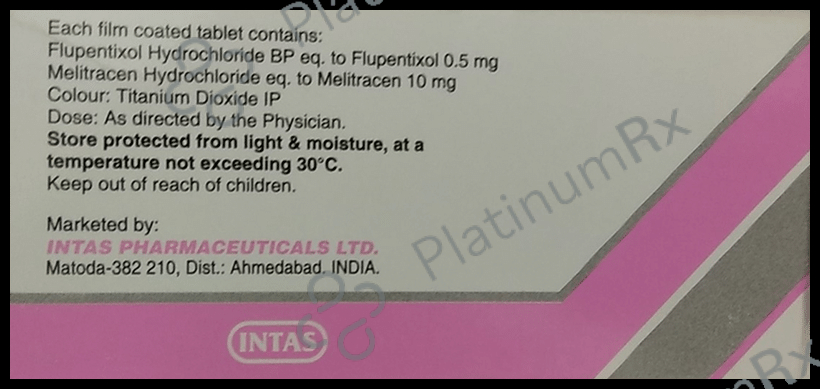 Each film coated tablet contains:
Flupentixol Hydrochloride BP eq. to Flupentixol 0.5 mg
Melitracen Hydrochloride eq. to Melitracen 10 mg
Colour: Titanium Dioxide IP
Dose: As directed by the Physician.
Store protected from light & moisture, at a
temperature not exceeding 30°C.
Keep out of reach of children.
Marketed by:
INTAS PHARMACEUTICALS LTD.
Matoda-382 210, Dist.: Ahmedabad. INDIA.
INTAS
PlatinumRx